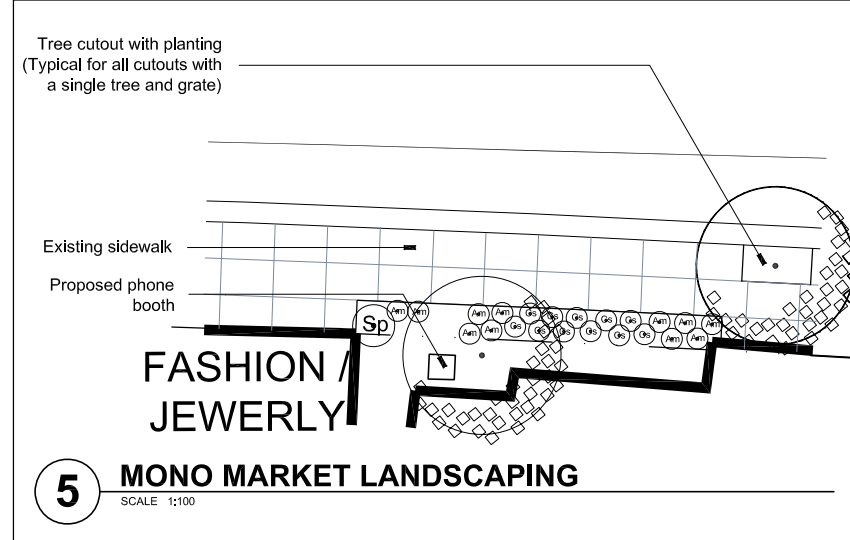 Tree cutout with planting
(Typical for all cutouts with
a single tree and grate)
Existing sidewalk
Proposed phone
booth
Sp
Am Am Am Am Gs Gs Gs Gs Gs Am Am Am
Am Am Gs Gs Gs Gs Gs Gs Am Am
FASHION /
JEWERLY
5 MONO MARKET LANDSCAPING
SCALE 1:100